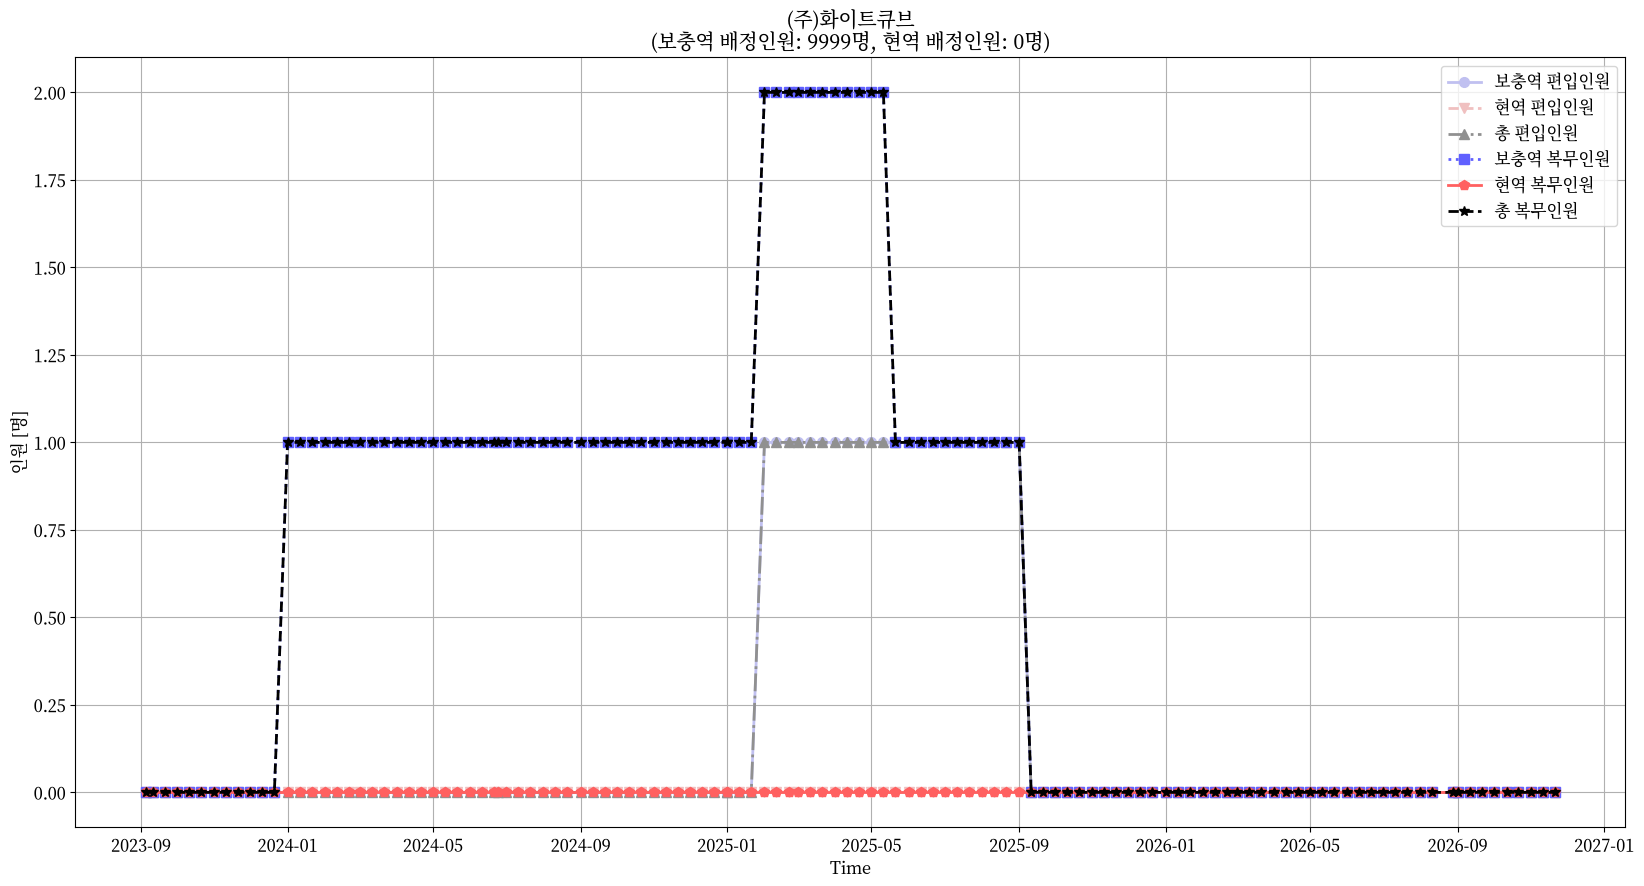 (주)화이트큐브
(보충역 배정인원: 9999명, 현역 배정인원: 0명)
보충역 편입인원
현역 편입인원
총 편입인원
보충역 복무인원
현역 복무인원
총 복무인원
인원 [명]
2.00
1.75
1.50
1.25
1.00
0.75
0.50
0.25
0.00
2023-09 2024-01 2024-05 2024-09 2025-01 2025-05 2025-09 2026-01 2026-05 2026-09 2027-01
Time